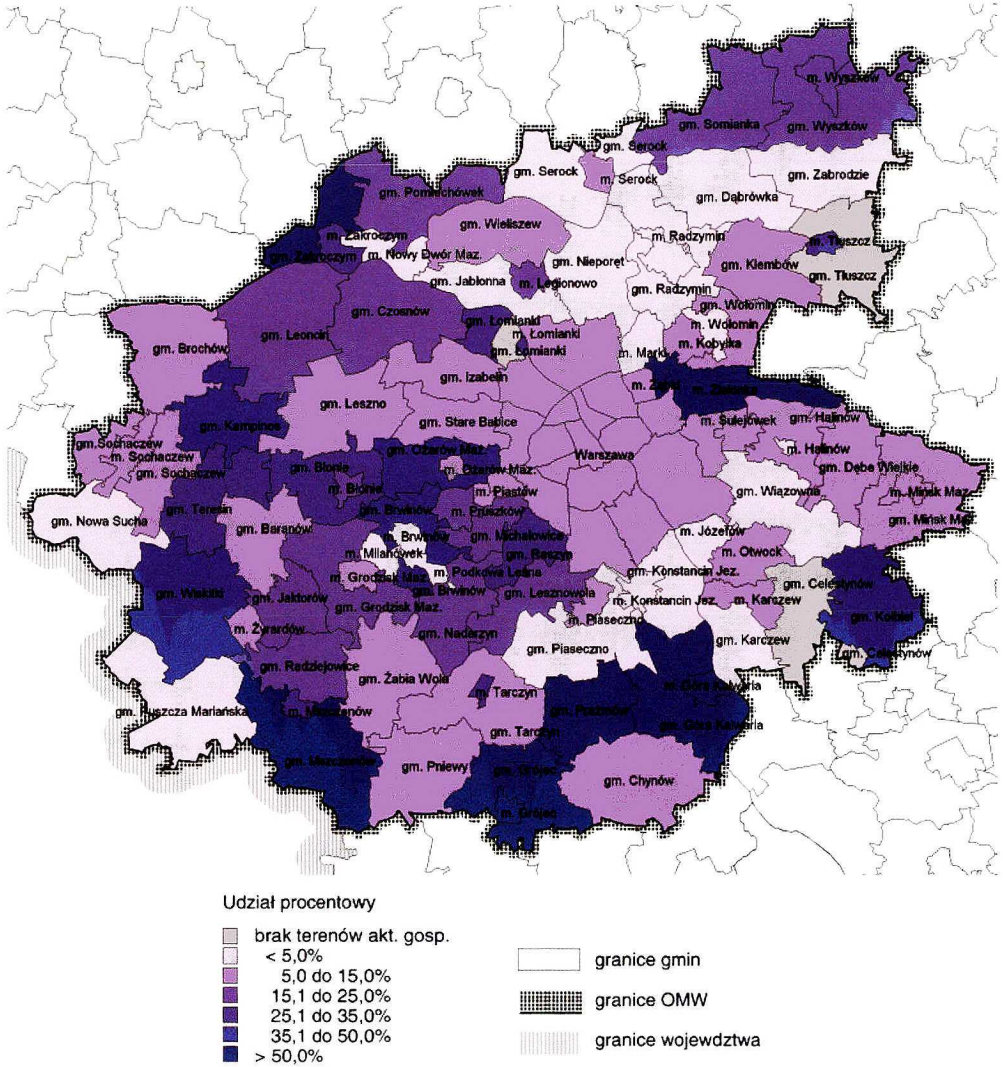 m. Wyszków
gm. Somianka
gm. Wyszków
gm. Serock
gm. Serock
m. Serock
gm. Zabrodzie
gm. Dąbrówka
gm. Pomiechówek
gm. Wieliszew
m. Zakroczym
gm. Zakroczym
m. Nowy Dwór Maz.
m. Radzymin
m. Tłuszcz
gm. Nieporęt
gm. Klembów
gm. Jabłonna
m. Legionowo
gm. Radzymin
gm. Tłuszcz
gm. Czosnów
gm. Wołomin
gm. Leoncin
gm. Łomianki
m. Łomianki
m. Wołomin
gm. Brochów
gm. Łomianki
m. Marki
m. Kobyłka
gm. Izabelin
m. Ząbki
m. Zielonka
gm. Leszno
gm. Kampinos
gm. Stare Babice
m. Sulejówek
gm. Halinów
gm. Sochaczew
m. Sochaczew
gm. Ożarów Maz.
Warszawa
m. Halinów
gm. Sochaczew
gm. Błonie
m. Ożarów Maz.
gm. Dębe Wielkie
m. Błonie
m. Piastów
gm. Wiązowna
m. Mińsk Maz.
gm. Teresin
gm. Brwinów
m. Pruszków
gm. Nowa Sucha
gm. Baranów
gm. Mińsk Maz.
m. Brwinów
gm. Michałowice
m. Józefów
m. Milanówek
gm. Raszyn
m. Otwock
m. Grodzisk Maz.
m. Podkowa Leśna
gm. Konstancin Jez.
gm. Celestynów
gm. Wiskitki
gm. Jaktorów
gm. Brwinów
gm. Lesznowola
m. Konstancin Jez.
m. Karczew
gm. Grodzisk Maz.
m. Piaseczno
gm. Kołbiel
m. Żyrardów
gm. Nadarzyn
gm. Karczew
gm. Piaseczno
gm. Celestynów
gm. Radziejowice
gm. Żabia Wola
m. Tarczyn
m. Góra Kalwaria
gm. Puszcza Mariańska
m. Mszczonów
gm. Prażmów
gm. Góra Kalwaria
gm. Tarczyn
gm. Mszczonów
gm. Pniewy
gm. Grójec
gm. Chynów
m. Grójec
Udział procentowy
brak terenów akt. gosp.
< 5,0%
5,0 do 15,0%
15,1 do 25,0%
25,1 do 35,0%
35,1 do 50,0%
> 50,0%
granice gmin
granice OMW
granice wojewdztwa